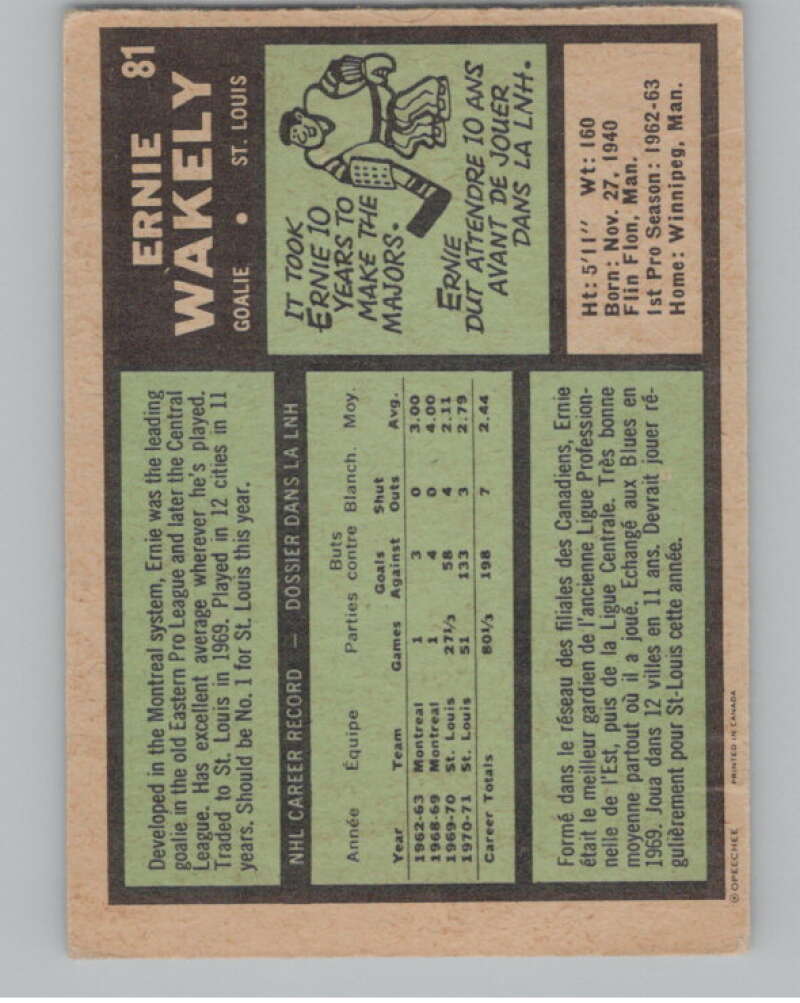 ERNIE 81
WAKELY
GOALIE • ST. LOUIS
Developed in the Montreal system, Ernie was the leading
goalie in the old Eastern Pro League and later the Central
League. Has excellent average wherever he's played.
Traded to St. Louis in 1969. Played in 12 cities in 11
years. Should be No. 1 for St. Louis this year.
IT TOOK
ERNIE 10
YEARS TO
MAKE THE
MAJORS.
ERNIE
DUT ATTENDRE 10 ANS
AVANT DE JOUER
DANS LA LNH.
NHL CAREER RECORD — DOSSIER DANS LA LNH
Buts
Année Équipe Parties contre Blanch. Moy.
Goals Shut
Year Team Games Against Outs Avg.
1962-63 Montreal 1 3 0 3.00
1968-69 Montreal 1 4 0 4.00
1969-70 St. Louis 27⅓ 58 4 2.11
1970-71 St. Louis 51 133 3 2.79
Career Totals 80⅓ 198 7 2.44
Formé dans le réseau des filiales des Canadiens, Ernie
était le meilleur gardien de l'ancienne Ligue Profession-
nelle de l'Est, puis de la Ligue Centrale. Très bonne
moyenne partout où il a joué. Echangé aux Blues en
1969. Joua dans 12 villes en 11 ans. Devrait jouer ré-
gulièrement pour St-Louis cette année.
Ht: 5'11" Wt: 160
Born: Nov. 27, 1940
Flin Flon, Man.
1st Pro Season: 1962-63
Home: Winnipeg, Man.
© OPEECHEE PRINTED IN CANADA